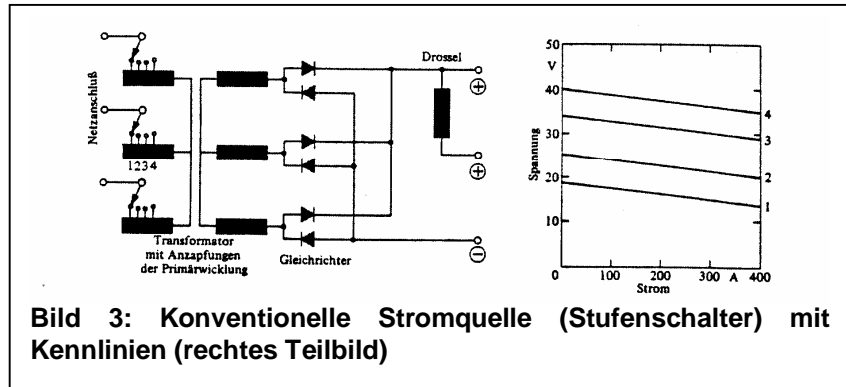 Netzanschluß
1234
Transformator
mit Anzapfungen
der Primärwicklung
Gleichrichter
Drossel
+
+
−
50
V
40
30
20
10
0
Spannung
4
3
2
1
100 200 300 A 400
Strom
Bild 3: Konventionelle Stromquelle (Stufenschalter) mit
Kennlinien (rechtes Teilbild)